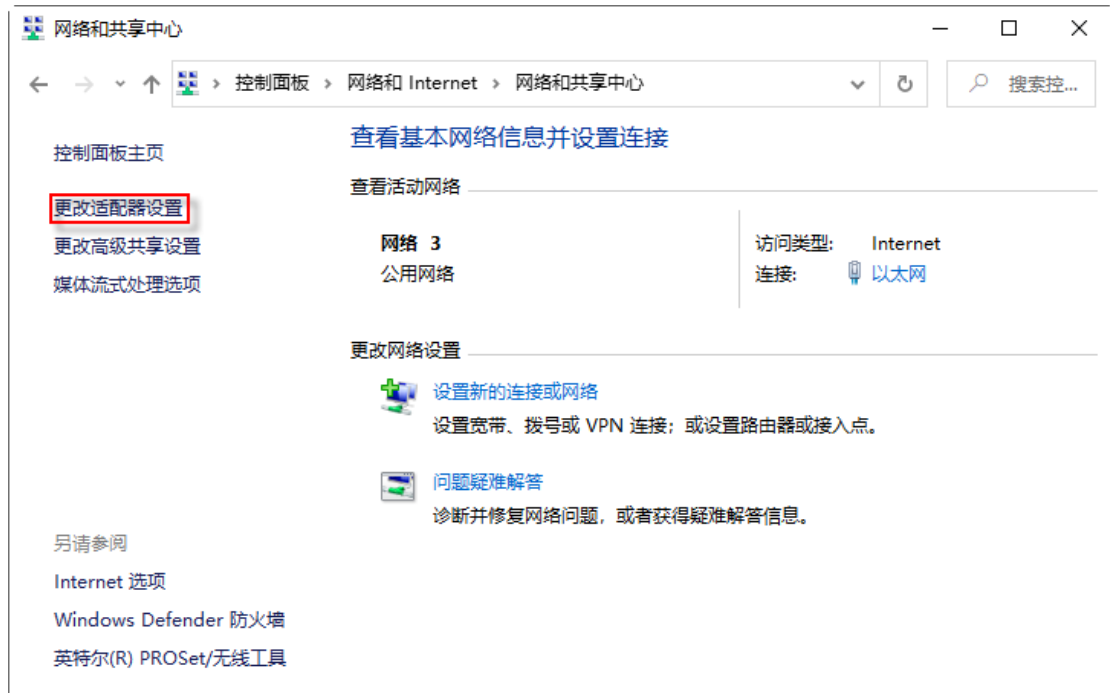 网络和共享中心
控制面板 › 网络和 Internet › 网络和共享中心
搜索控...
控制面板主页
更改适配器设置
更改高级共享设置
媒体流式处理选项
查看基本网络信息并设置连接
查看活动网络
网络 3
公用网络
访问类型: Internet
连接: 以太网
更改网络设置
设置新的连接或网络
设置宽带、拨号或 VPN 连接；或设置路由器或接入点。
问题疑难解答
诊断并修复网络问题，或者获得疑难解答信息。
另请参阅
Internet 选项
Windows Defender 防火墙
英特尔(R) PROSet/无线工具